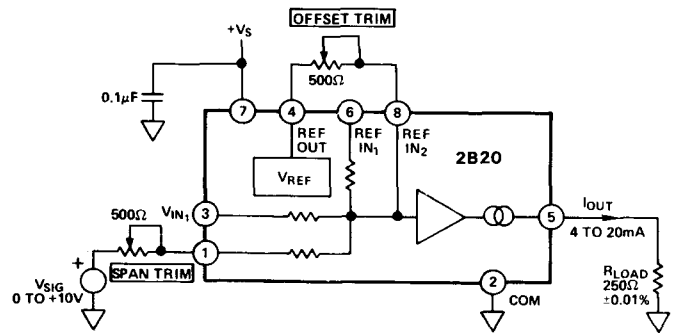 OFFSET TRIM
+VS
500Ω
0.1µF
7
4
6
8
REF OUT
REF IN1
REF IN2
2B20
VREF
VIN1
3
500Ω
1
SPAN TRIM
+
VSIG
0 TO +10V
5
IOUT
4 TO 20mA
2
COM
RLOAD
250Ω
±0.01%